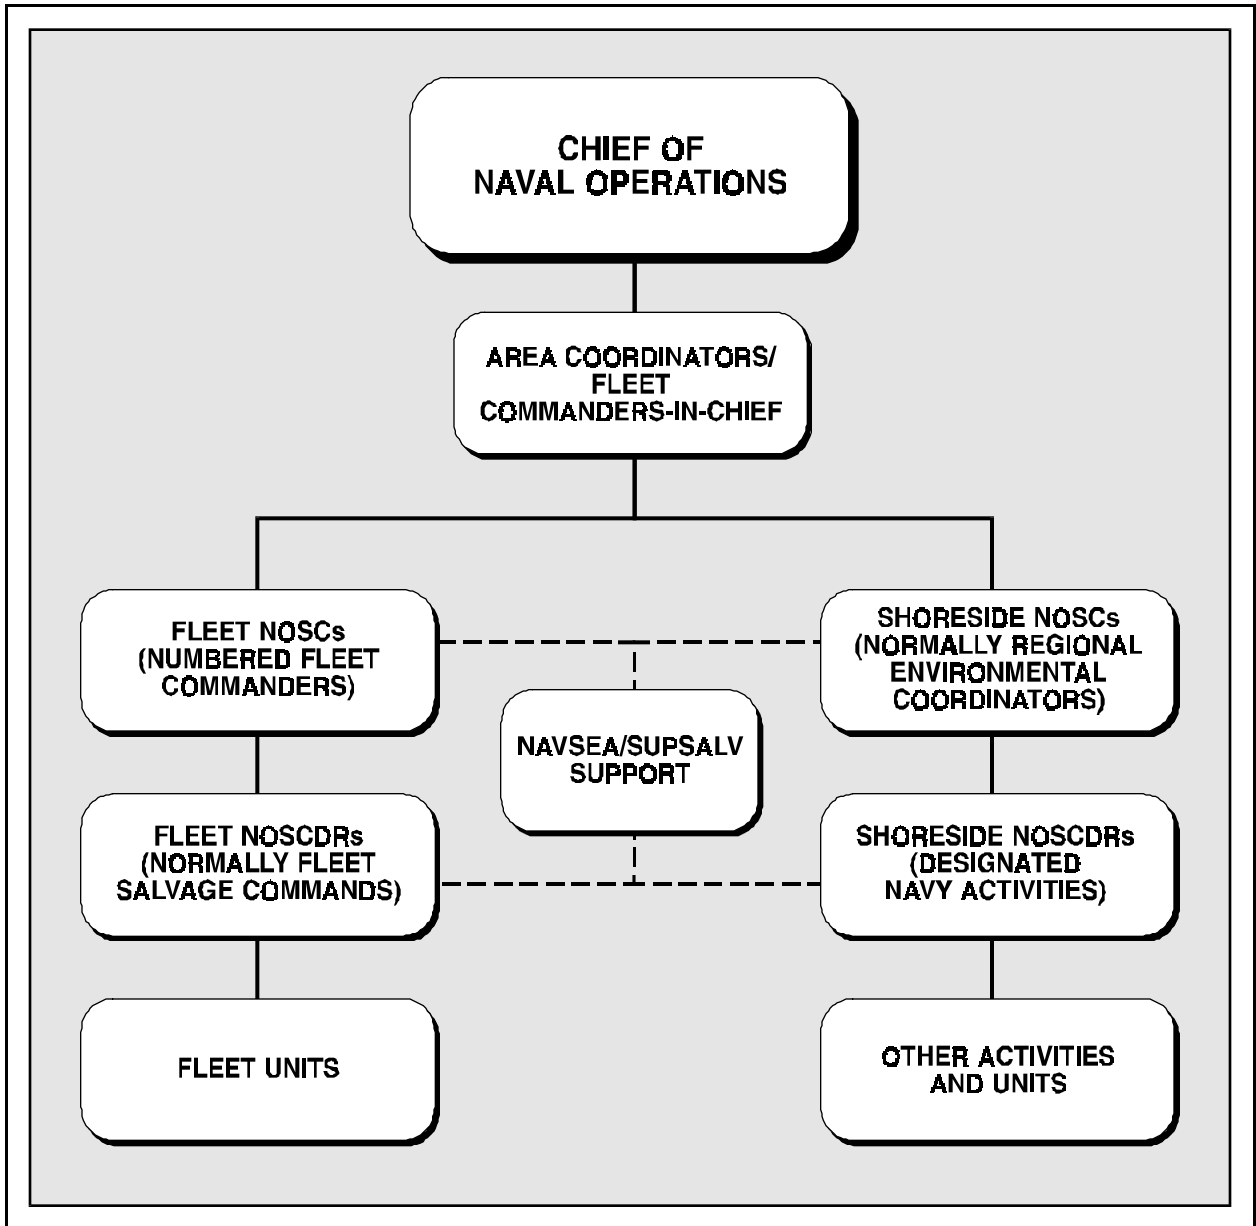 CHIEF OF
NAVAL OPERATIONS
AREA COORDINATORS/
FLEET
COMMANDERS-IN-CHIEF
FLEET NOSCs
(NUMBERED FLEET
COMMANDERS)
SHORESIDE NOSCs
(NORMALLY REGIONAL
ENVIRONMENTAL
COORDINATORS)
NAVSEA/SUPSALV
SUPPORT
FLEET NOSCDRs
(NORMALLY FLEET
SALVAGE COMMANDS)
SHORESIDE NOSCDRs
(DESIGNATED
NAVY ACTIVITIES)
FLEET UNITS
OTHER ACTIVITIES
AND UNITS